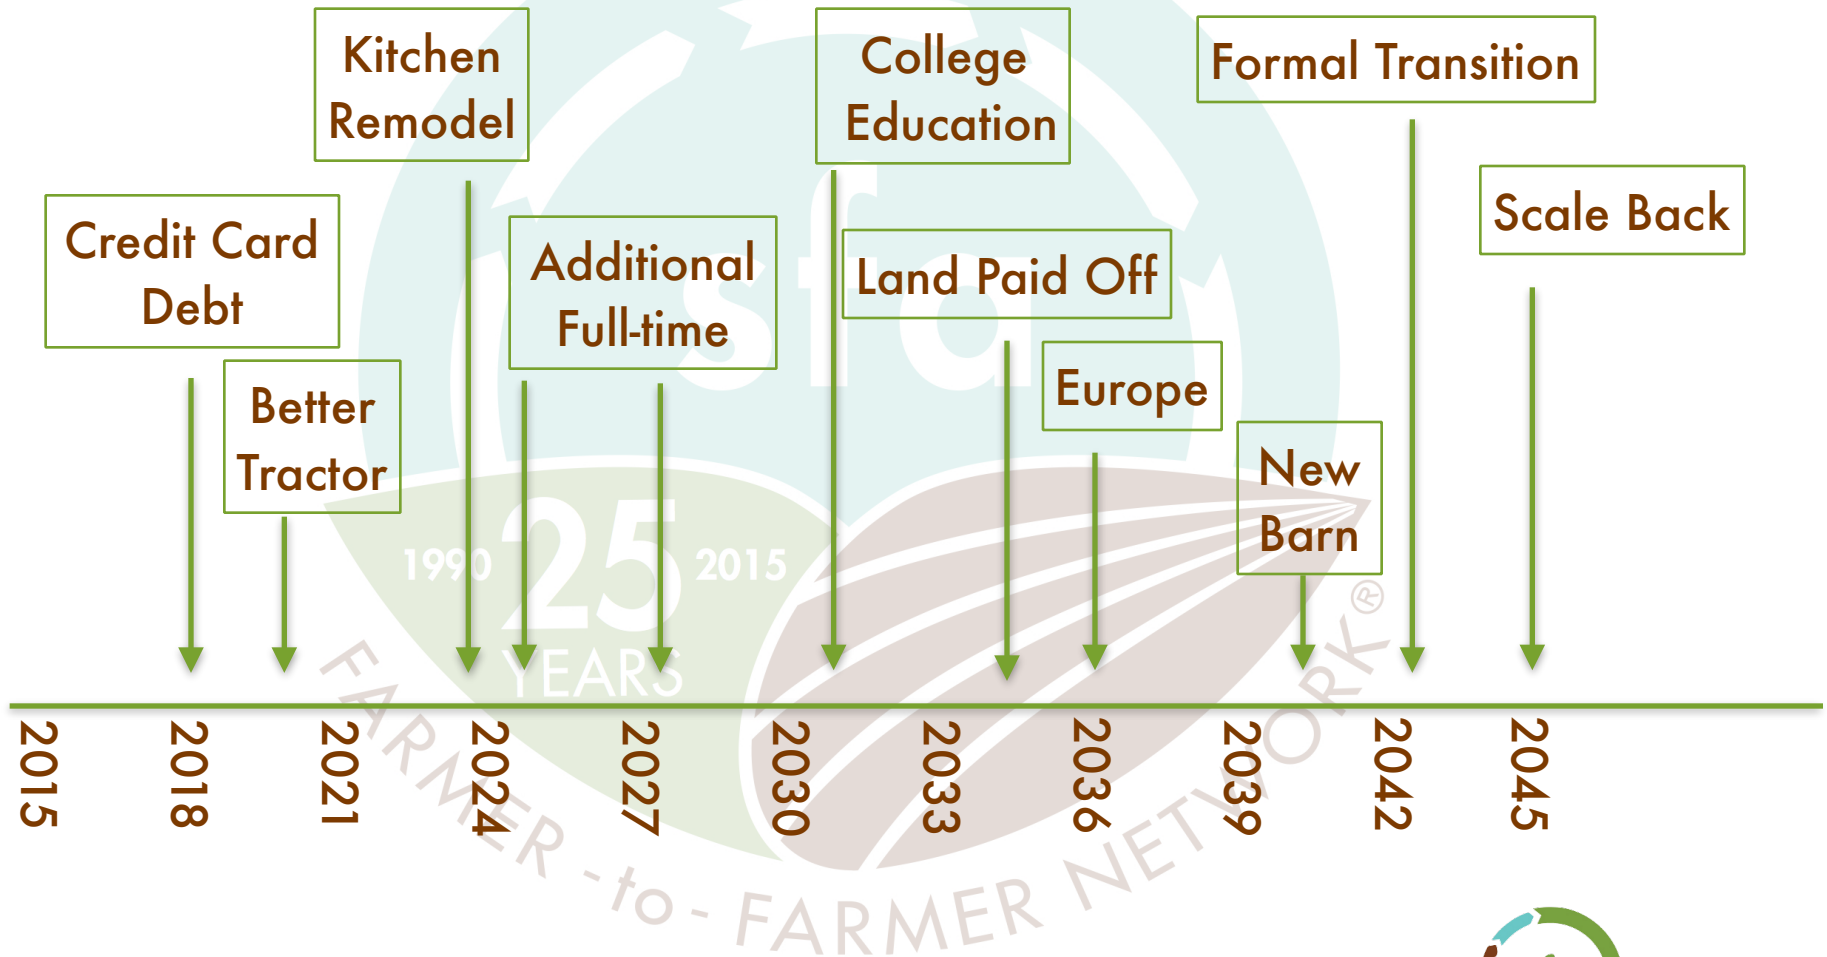 Kitchen
Remodel
College
Education
Formal Transition
Credit Card
Debt
Additional
Full-time
Land Paid Off
Scale Back
Better
Tractor
Europe
New
Barn
sfa
1990 25 2015
YEARS
2015
2018
2021
2024
2027
2030
2033
2036
2039
2042
2045
FARMER -to- FARMER NETWORK®